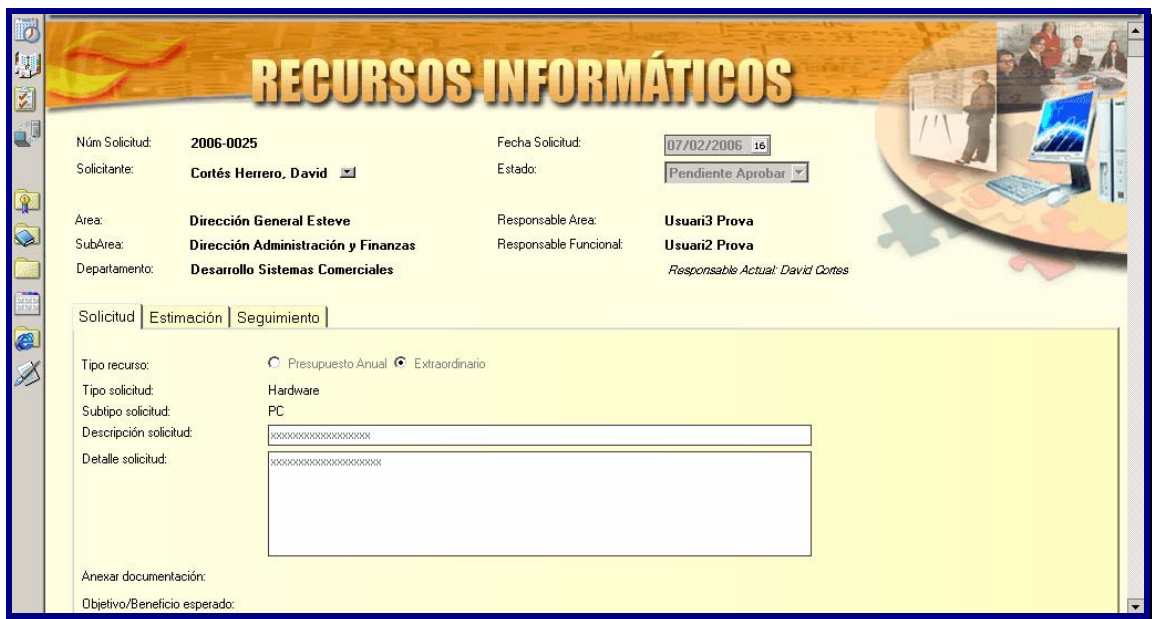 RECURSOS INFORMÁTICOS
Núm Solicitud: 2006-0025 Fecha Solicitud: 07/02/2006 16
Solicitante: Cortés Herrero, David Estado: Pendiente Aprobar
Area: Dirección General Esteve Responsable Area: Usuari3 Prova
SubArea: Dirección Administración y Finanzas Responsable Funcional: Usuari2 Prova
Departamento: Desarrollo Sistemas Comerciales Responsable Actual: David Cortes
Solicitud Estimación Seguimiento
Tipo recurso: Presupuesto Anual Extraordinario
Tipo solicitud: Hardware
Subtipo solicitud: PC
Descripción solicitud: xxxxxxxxxxxxxxxxxx
Detalle solicitud: xxxxxxxxxxxxxxxxxxxx
Anexar documentación:
Objetivo/Beneficio esperado: